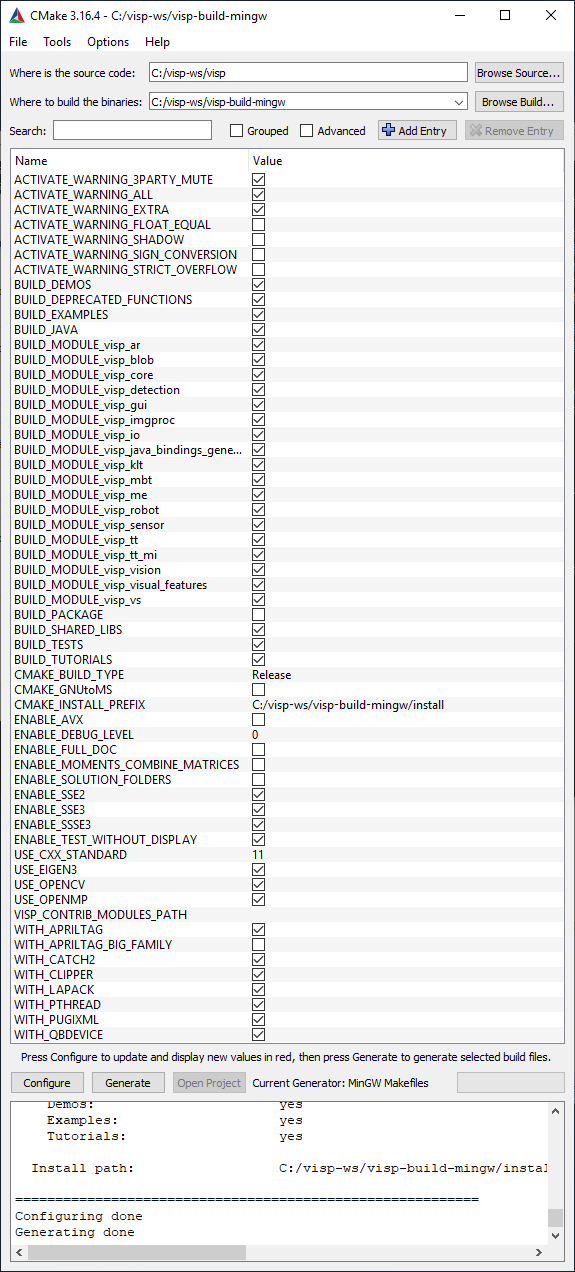 CMake 3.16.4 - C:/visp-ws/visp-build-mingw
File Tools Options Help
Where is the source code: C:/visp-ws/visp Browse Source...
Where to build the binaries: C:/visp-ws/visp-build-mingw Browse Build...
Search: Grouped Advanced Add Entry Remove Entry
Name Value
ACTIVATE_WARNING_3PARTY_MUTE
ACTIVATE_WARNING_ALL
ACTIVATE_WARNING_EXTRA
ACTIVATE_WARNING_FLOAT_EQUAL
ACTIVATE_WARNING_SHADOW
ACTIVATE_WARNING_SIGN_CONVERSION
ACTIVATE_WARNING_STRICT_OVERFLOW
BUILD_DEMOS
BUILD_DEPRECATED_FUNCTIONS
BUILD_EXAMPLES
BUILD_JAVA
BUILD_MODULE_visp_ar
BUILD_MODULE_visp_blob
BUILD_MODULE_visp_core
BUILD_MODULE_visp_detection
BUILD_MODULE_visp_gui
BUILD_MODULE_visp_imgproc
BUILD_MODULE_visp_io
BUILD_MODULE_visp_java_bindings_gene...
BUILD_MODULE_visp_klt
BUILD_MODULE_visp_mbt
BUILD_MODULE_visp_me
BUILD_MODULE_visp_robot
BUILD_MODULE_visp_sensor
BUILD_MODULE_visp_tt
BUILD_MODULE_visp_tt_mi
BUILD_MODULE_visp_vision
BUILD_MODULE_visp_visual_features
BUILD_MODULE_visp_vs
BUILD_PACKAGE
BUILD_SHARED_LIBS
BUILD_TESTS
BUILD_TUTORIALS
CMAKE_BUILD_TYPE Release
CMAKE_GNUtoMS
CMAKE_INSTALL_PREFIX C:/visp-ws/visp-build-mingw/install
ENABLE_AVX
ENABLE_DEBUG_LEVEL 0
ENABLE_FULL_DOC
ENABLE_MOMENTS_COMBINE_MATRICES
ENABLE_SOLUTION_FOLDERS
ENABLE_SSE2
ENABLE_SSE3
ENABLE_SSSE3
ENABLE_TEST_WITHOUT_DISPLAY
USE_CXX_STANDARD 11
USE_EIGEN3
USE_OPENCV
USE_OPENMP
VISP_CONTRIB_MODULES_PATH
WITH_APRILTAG
WITH_APRILTAG_BIG_FAMILY
WITH_CATCH2
WITH_CLIPPER
WITH_LAPACK
WITH_PTHREAD
WITH_PUGIXML
WITH_QBDEVICE
Press Configure to update and display new values in red, then press Generate to generate selected build files.
Configure Generate Open Project Current Generator: MinGW Makefiles
Demos: yes
Examples: yes
Tutorials: yes
Install path: C:/visp-ws/visp-build-mingw/instal
==========================================================
Configuring done
Generating done